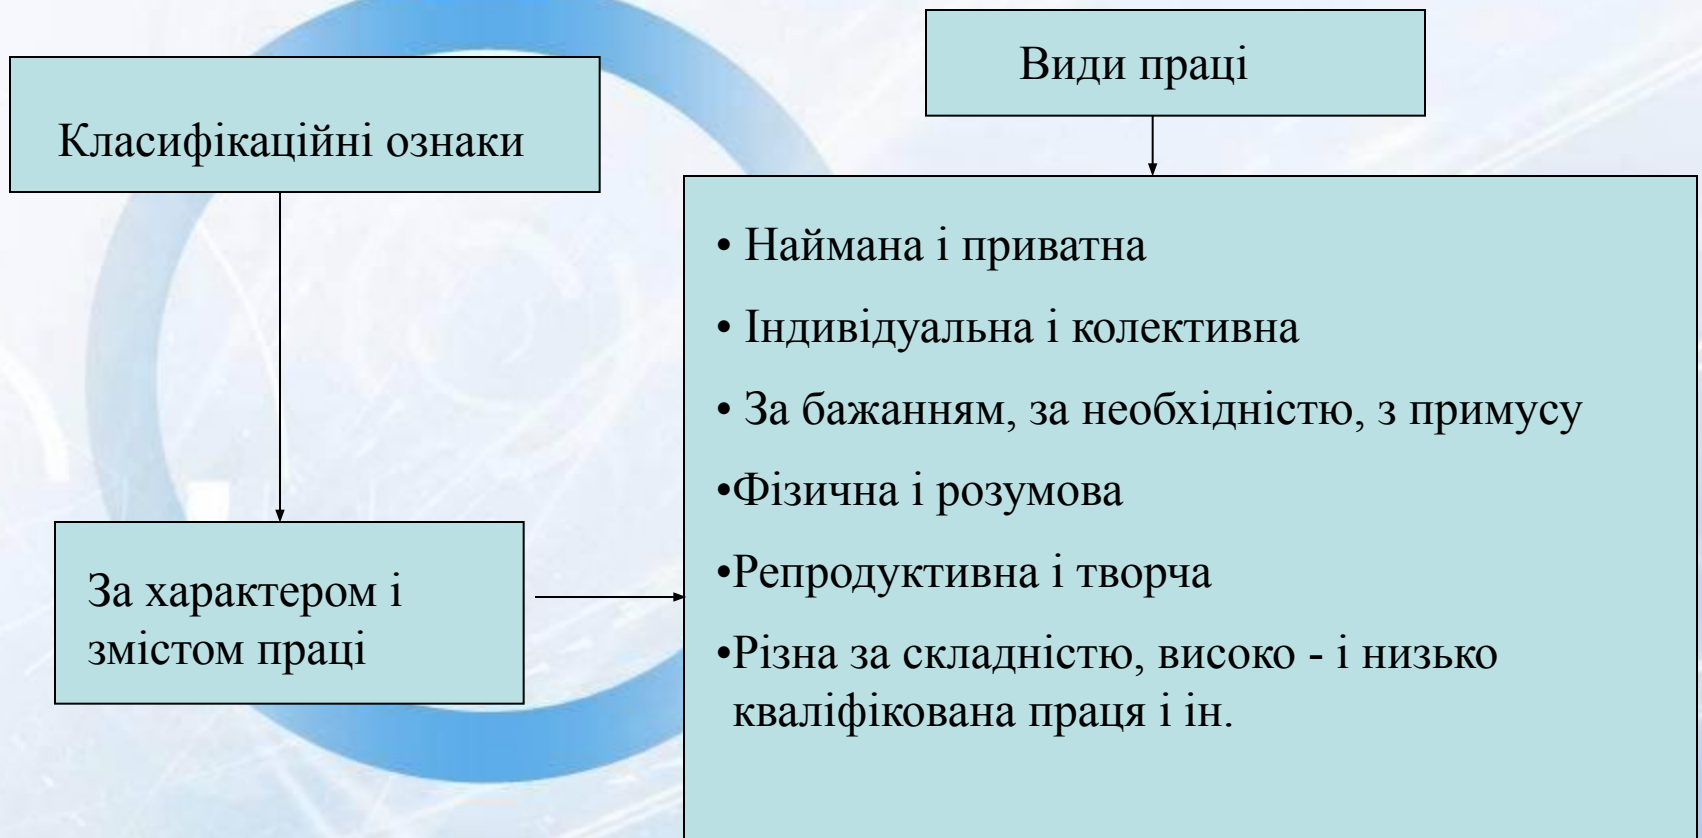 Класифікаційні ознаки
Види праці
За характером і
змістом праці
• Наймана і приватна
• Індивідуальна і колективна
• За бажанням, за необхідністю, з примусу
•Фізична і розумова
•Репродуктивна і творча
•Різна за складністю, високо - і низько
кваліфікована праця і ін.